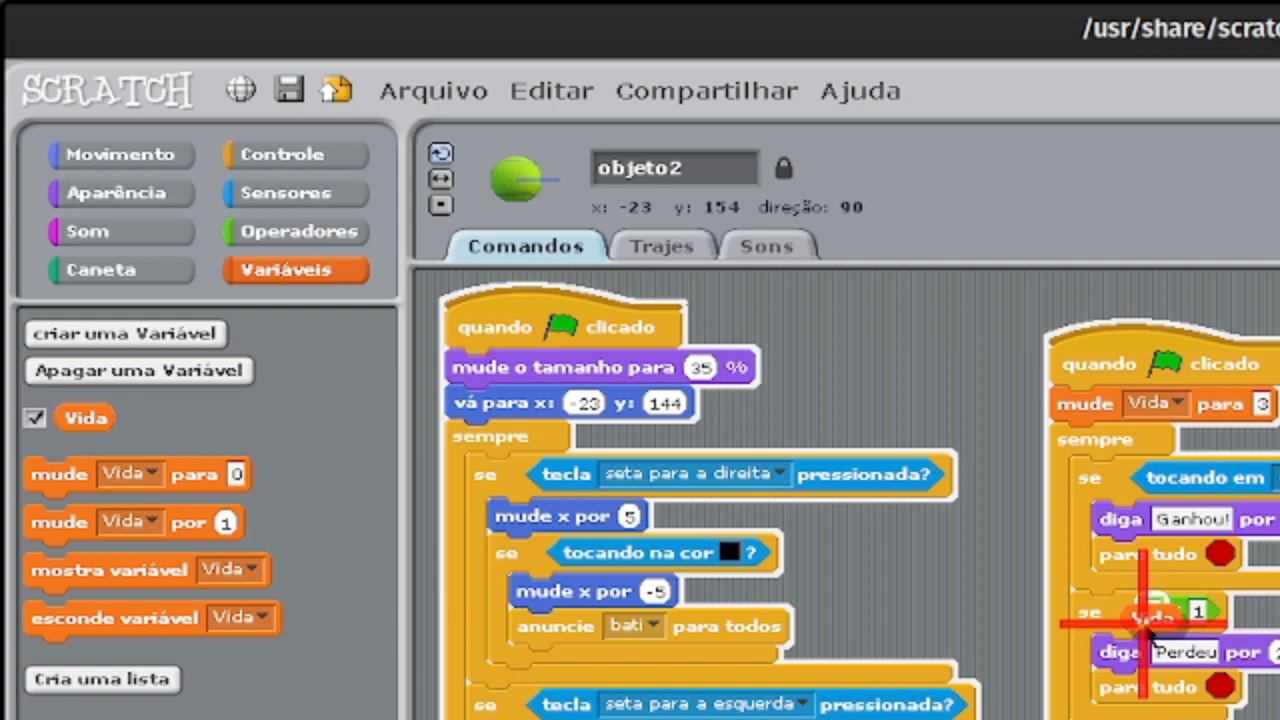 /usr/share/scratc
SCRATCH Arquivo Editar Compartilhar Ajuda
Movimento Controle
Aparência Sensores
Som Operadores
Caneta Variáveis
objeto2
x: -23 y: 154 direção: 90
Comandos Trajes Sons
criar uma Variável
Apagar uma Variável
Vida
mude Vida para 0
mude Vida por 1
mostra variável Vida
esconde variável Vida
Cria uma lista
quando clicado
mude o tamanho para 35 %
vá para x: -23 y: 144
sempre
se tecla seta para a direita pressionada?
mude x por 5
se tocando na cor ?
mude x por -5
anuncie bati para todos
se tecla seta para a esquerda pressionada?
quando clicado
mude Vida para 3
sempre
se tocando em
diga Ganhou! por
pare tudo
se Vida 1
diga Perdeu por
pare tudo